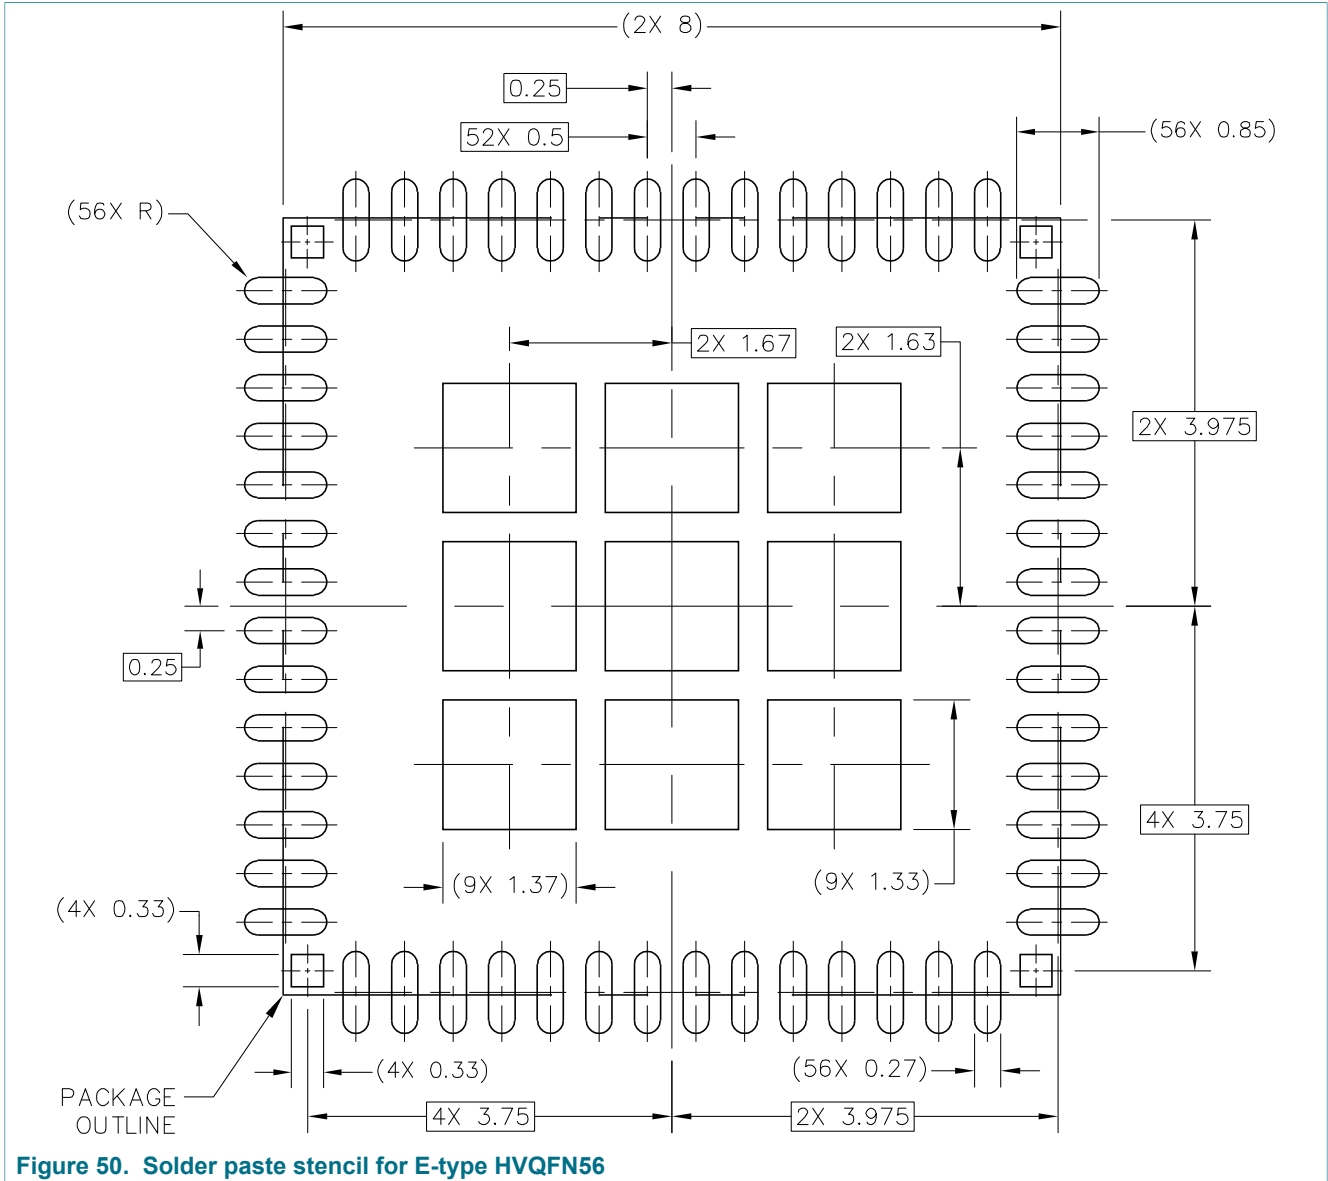 (2X 8)
0.25
52X 0.5
(56X 0.85)
(56X R)
2X 1.67
2X 1.63
2X 3.975
0.25
4X 3.75
(9X 1.37)
(9X 1.33)
(4X 0.33)
(4X 0.33)
(56X 0.27)
PACKAGE
OUTLINE
4X 3.75
2X 3.975
Figure 50. Solder paste stencil for E-type HVQFN56